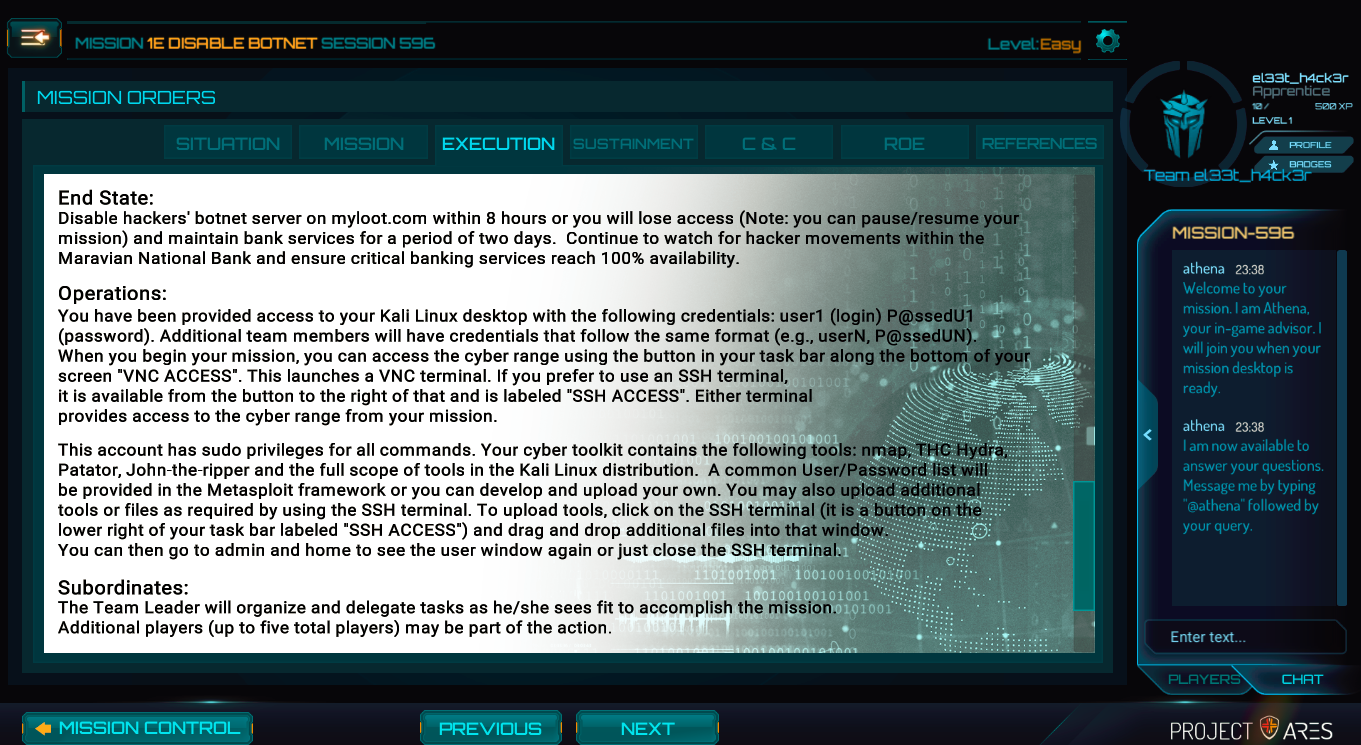 MISSION 1E DISABLE BOTNET SESSION 596
Level:Easy
MISSION ORDERS
SITUATION
MISSION
EXECUTION
SUSTAINMENT
C & C
ROE
REFERENCES
End State:
Disable hackers' botnet server on myloot.com within 8 hours or you will lose access (Note: you can pause/resume your
mission) and maintain bank services for a period of two days. Continue to watch for hacker movements within the
Maravian National Bank and ensure critical banking services reach 100% availability.
Operations:
You have been provided access to your Kali Linux desktop with the following credentials: user1 (login) P@ssedU1
(password). Additional team members will have credentials that follow the same format (e.g., userN, P@ssedUN).
When you begin your mission, you can access the cyber range using the button in your task bar along the bottom of your
screen "VNC ACCESS". This launches a VNC terminal. If you prefer to use an SSH terminal,
it is available from the button to the right of that and is labeled "SSH ACCESS". Either terminal
provides access to the cyber range from your mission.
This account has sudo privileges for all commands. Your cyber toolkit contains the following tools: nmap, THC Hydra,
Patator, John-the-ripper and the full scope of tools in the Kali Linux distribution. A common User/Password list will
be provided in the Metasploit framework or you can develop and upload your own. You may also upload additional
tools or files as required by using the SSH terminal. To upload tools, click on the SSH terminal (it is a button on the
lower right of your task bar labeled "SSH ACCESS") and drag and drop additional files into that window.
You can then go to admin and home to see the user window again or just close the SSH terminal.
Subordinates:
The Team Leader will organize and delegate tasks as he/she sees fit to accomplish the mission.
Additional players (up to five total players) may be part of the action.
el33t_h4ck3r
Apprentice
10 / 500 XP
LEVEL 1
PROFILE
BADGES
Team el33t_h4ck3r
MISSION-596
athena 23:38
Welcome to your
mission. I am Athena,
your in-game advisor. I
will join you when your
mission desktop is
ready.
athena 23:38
I am now available to
answer your questions.
Message me by typing
"@athena" followed by
your query.
Enter text...
PLAYERS
CHAT
MISSION CONTROL
PREVIOUS
NEXT
PROJECT ARES